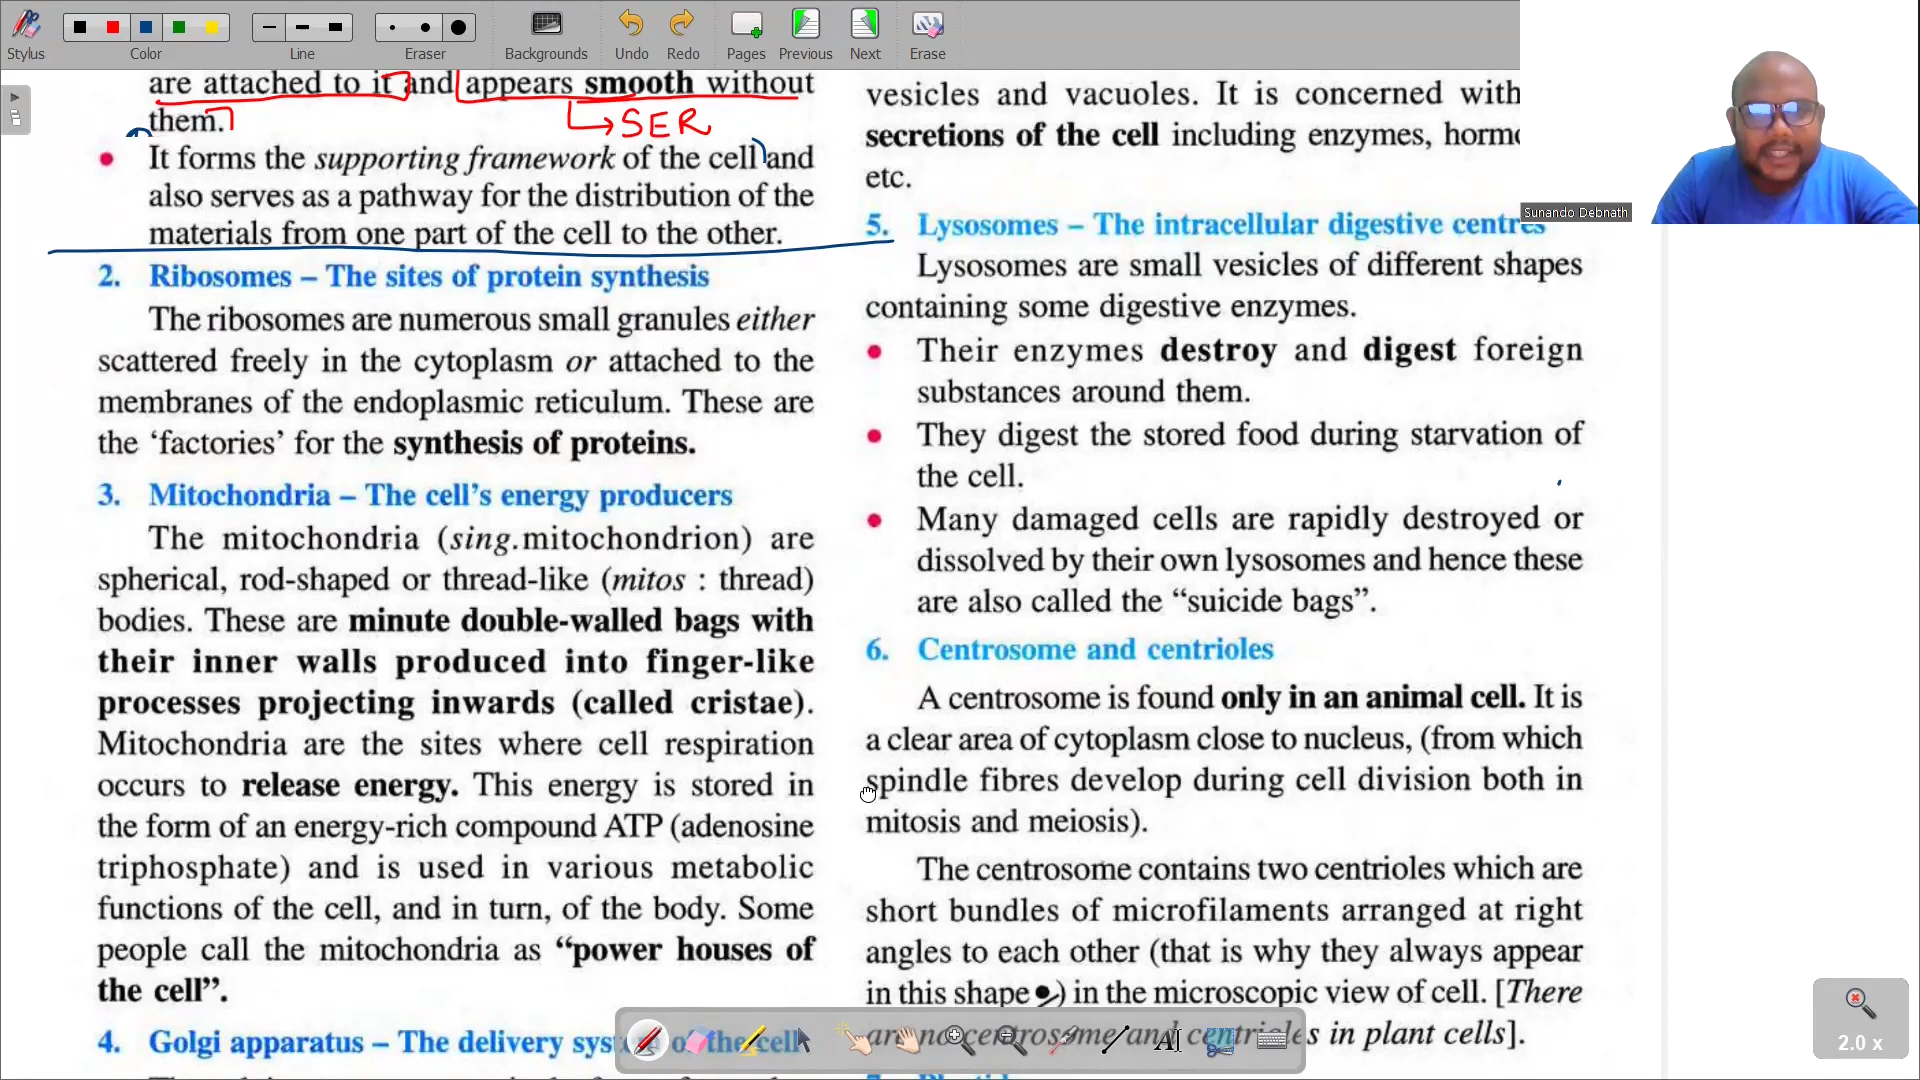 Stylus
Color
Line
Eraser
Backgrounds
Undo
Redo
Pages
Previous
Next
Erase
are attached to it and appears smooth without
them.
SER
It forms the supporting framework of the cell and
also serves as a pathway for the distribution of the
materials from one part of the cell to the other.
2. Ribosomes – The sites of protein synthesis
The ribosomes are numerous small granules either
scattered freely in the cytoplasm or attached to the
membranes of the endoplasmic reticulum. These are
the ‘factories’ for the synthesis of proteins.
3. Mitochondria – The cell’s energy producers
The mitochondria (sing.mitochondrion) are
spherical, rod-shaped or thread-like (mitos : thread)
bodies. These are minute double-walled bags with
their inner walls produced into finger-like
processes projecting inwards (called cristae).
Mitochondria are the sites where cell respiration
occurs to release energy. This energy is stored in
the form of an energy-rich compound ATP (adenosine
triphosphate) and is used in various metabolic
functions of the cell, and in turn, of the body. Some
people call the mitochondria as “power houses of
the cell”.
4. Golgi apparatus – The delivery sys of the cell
vesicles and vacuoles. It is concerned with
secretions of the cell including enzymes, hormo
etc.
5. Lysosomes – The intracellular digestive centres
Lysosomes are small vesicles of different shapes
containing some digestive enzymes.
Their enzymes destroy and digest foreign
substances around them.
They digest the stored food during starvation of
the cell.
Many damaged cells are rapidly destroyed or
dissolved by their own lysosomes and hence these
are also called the “suicide bags”.
6. Centrosome and centrioles
A centrosome is found only in an animal cell. It is
a clear area of cytoplasm close to nucleus, (from which
spindle fibres develop during cell division both in
mitosis and meiosis).
The centrosome contains two centrioles which are
short bundles of microfilaments arranged at right
angles to each other (that is why they always appear
in this shape ) in the microscopic view of cell. [There
are no centrosome and centrioles in plant cells].
Sunando Debnath
2.0 x